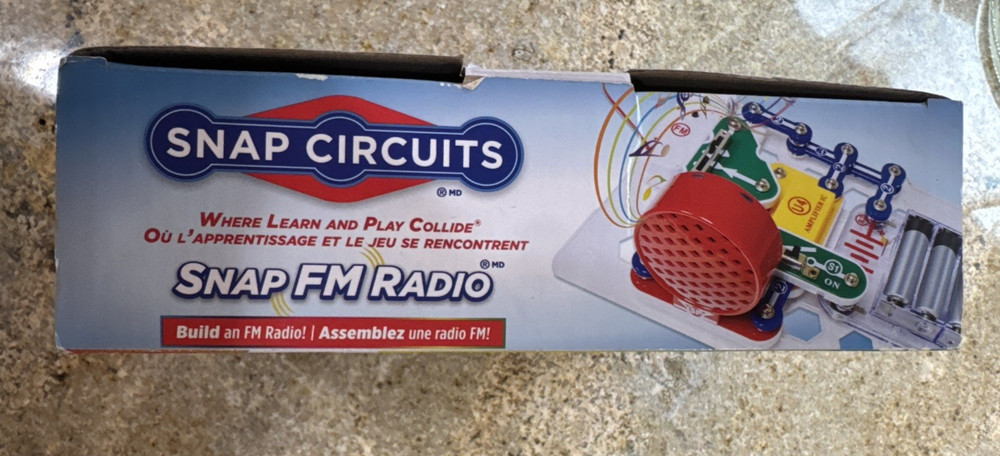 SNAP CIRCUITS
® MD
WHERE LEARN AND PLAY COLLIDE®
OÙ L'APPRENTISSAGE ET LE JEU SE RENCONTRENT
SNAP FM RADIO ® MD
Build an FM Radio! | Assemblez une radio FM!
FM
U4
AMPLIFIER IC
S1
ON